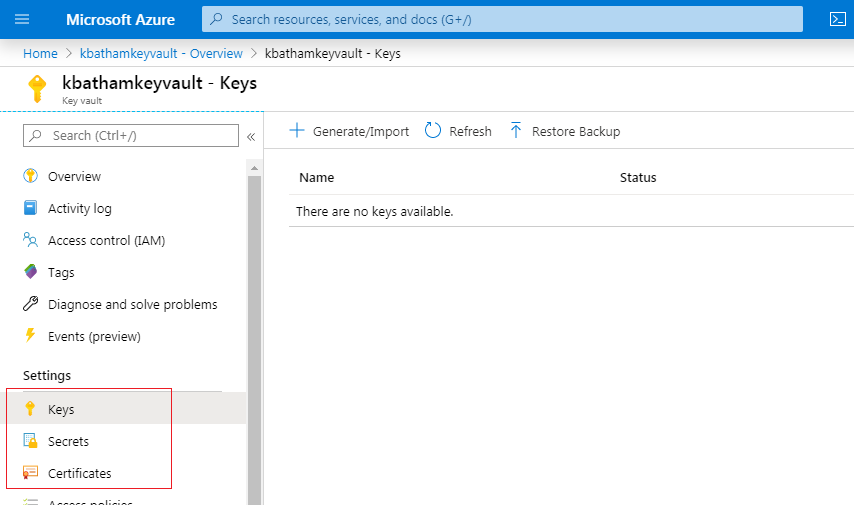 Microsoft Azure
Search resources, services, and docs (G+/)
Home > kbathamkeyvault - Overview > kbathamkeyvault - Keys
kbathamkeyvault - Keys
Key vault
Search (Ctrl+/)
«
Generate/Import Refresh Restore Backup
Name Status
There are no keys available.
Overview
Activity log
Access control (IAM)
Tags
Diagnose and solve problems
Events (preview)
Settings
Keys
Secrets
Certificates
Access policies